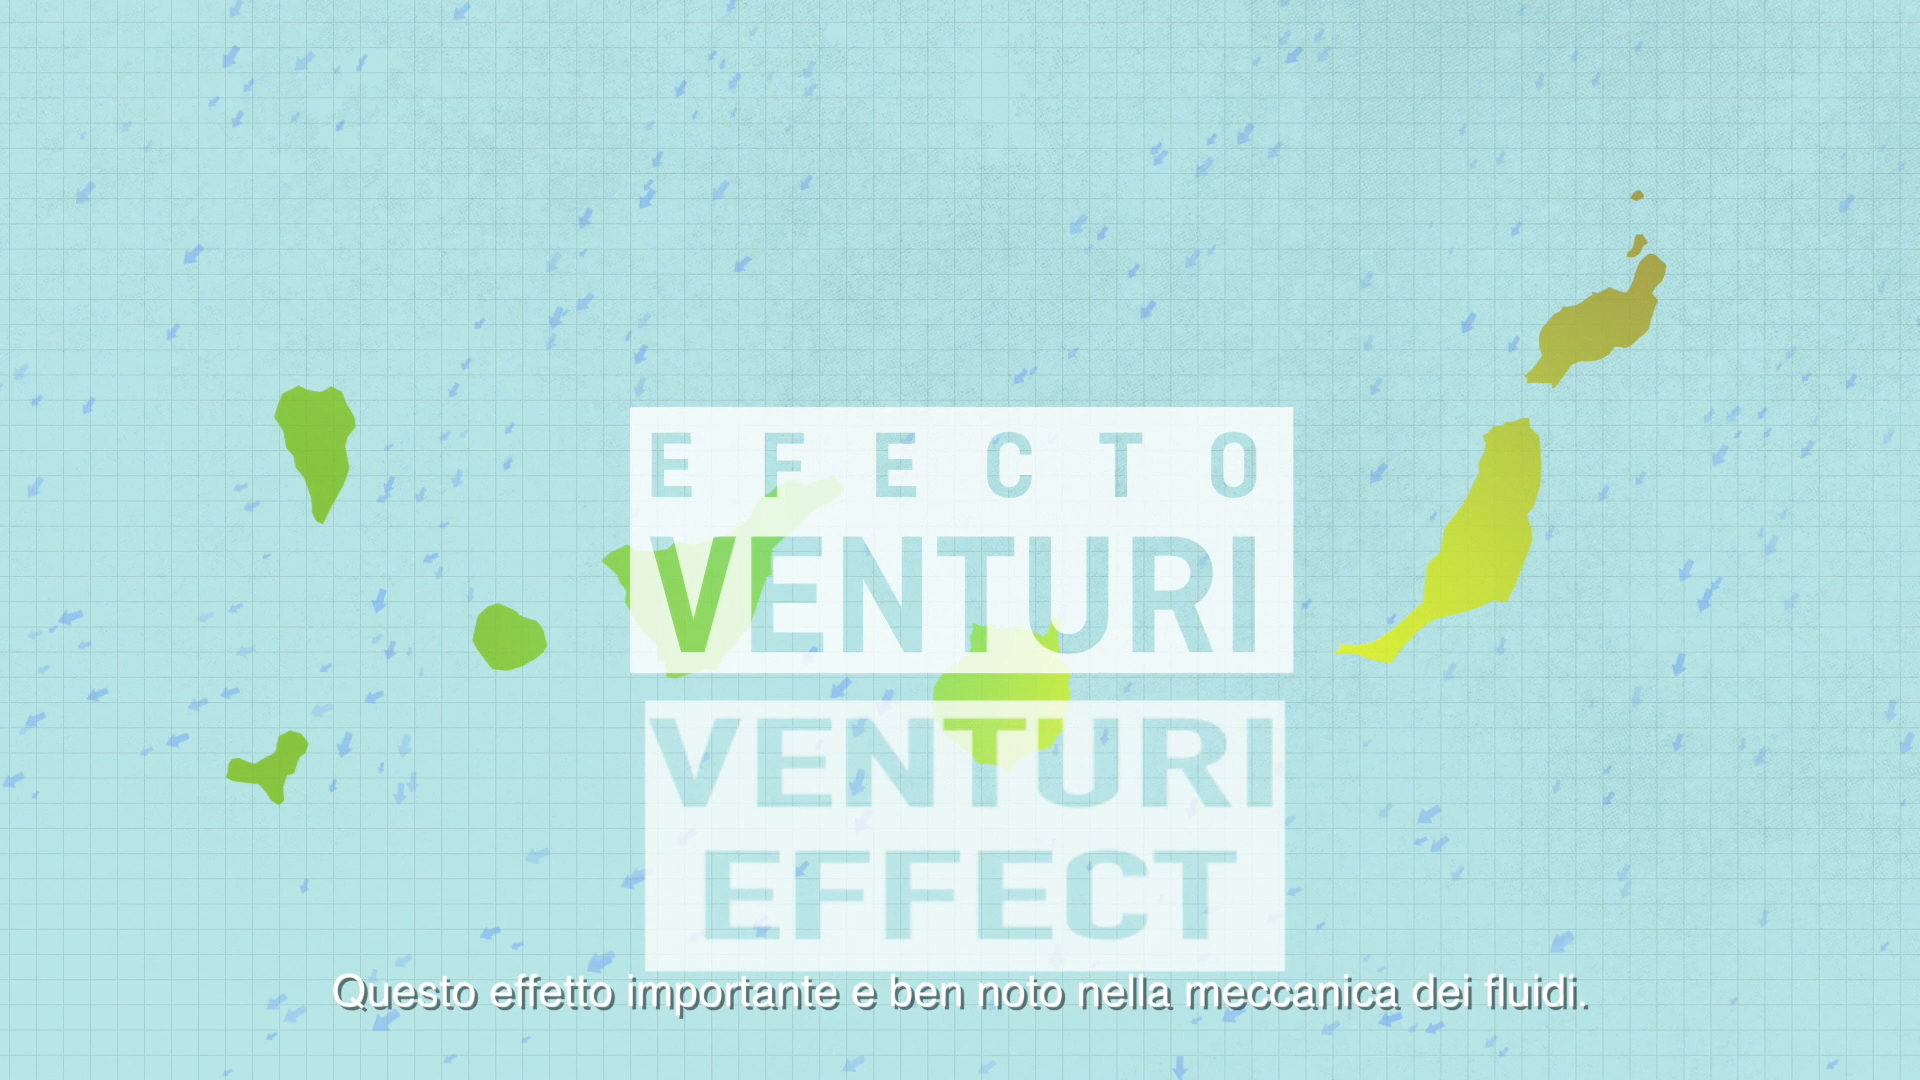 EFECTO
VENTURI
VENTURI
EFFECT
Questo effetto importante e ben noto nella meccanica dei fluidi.